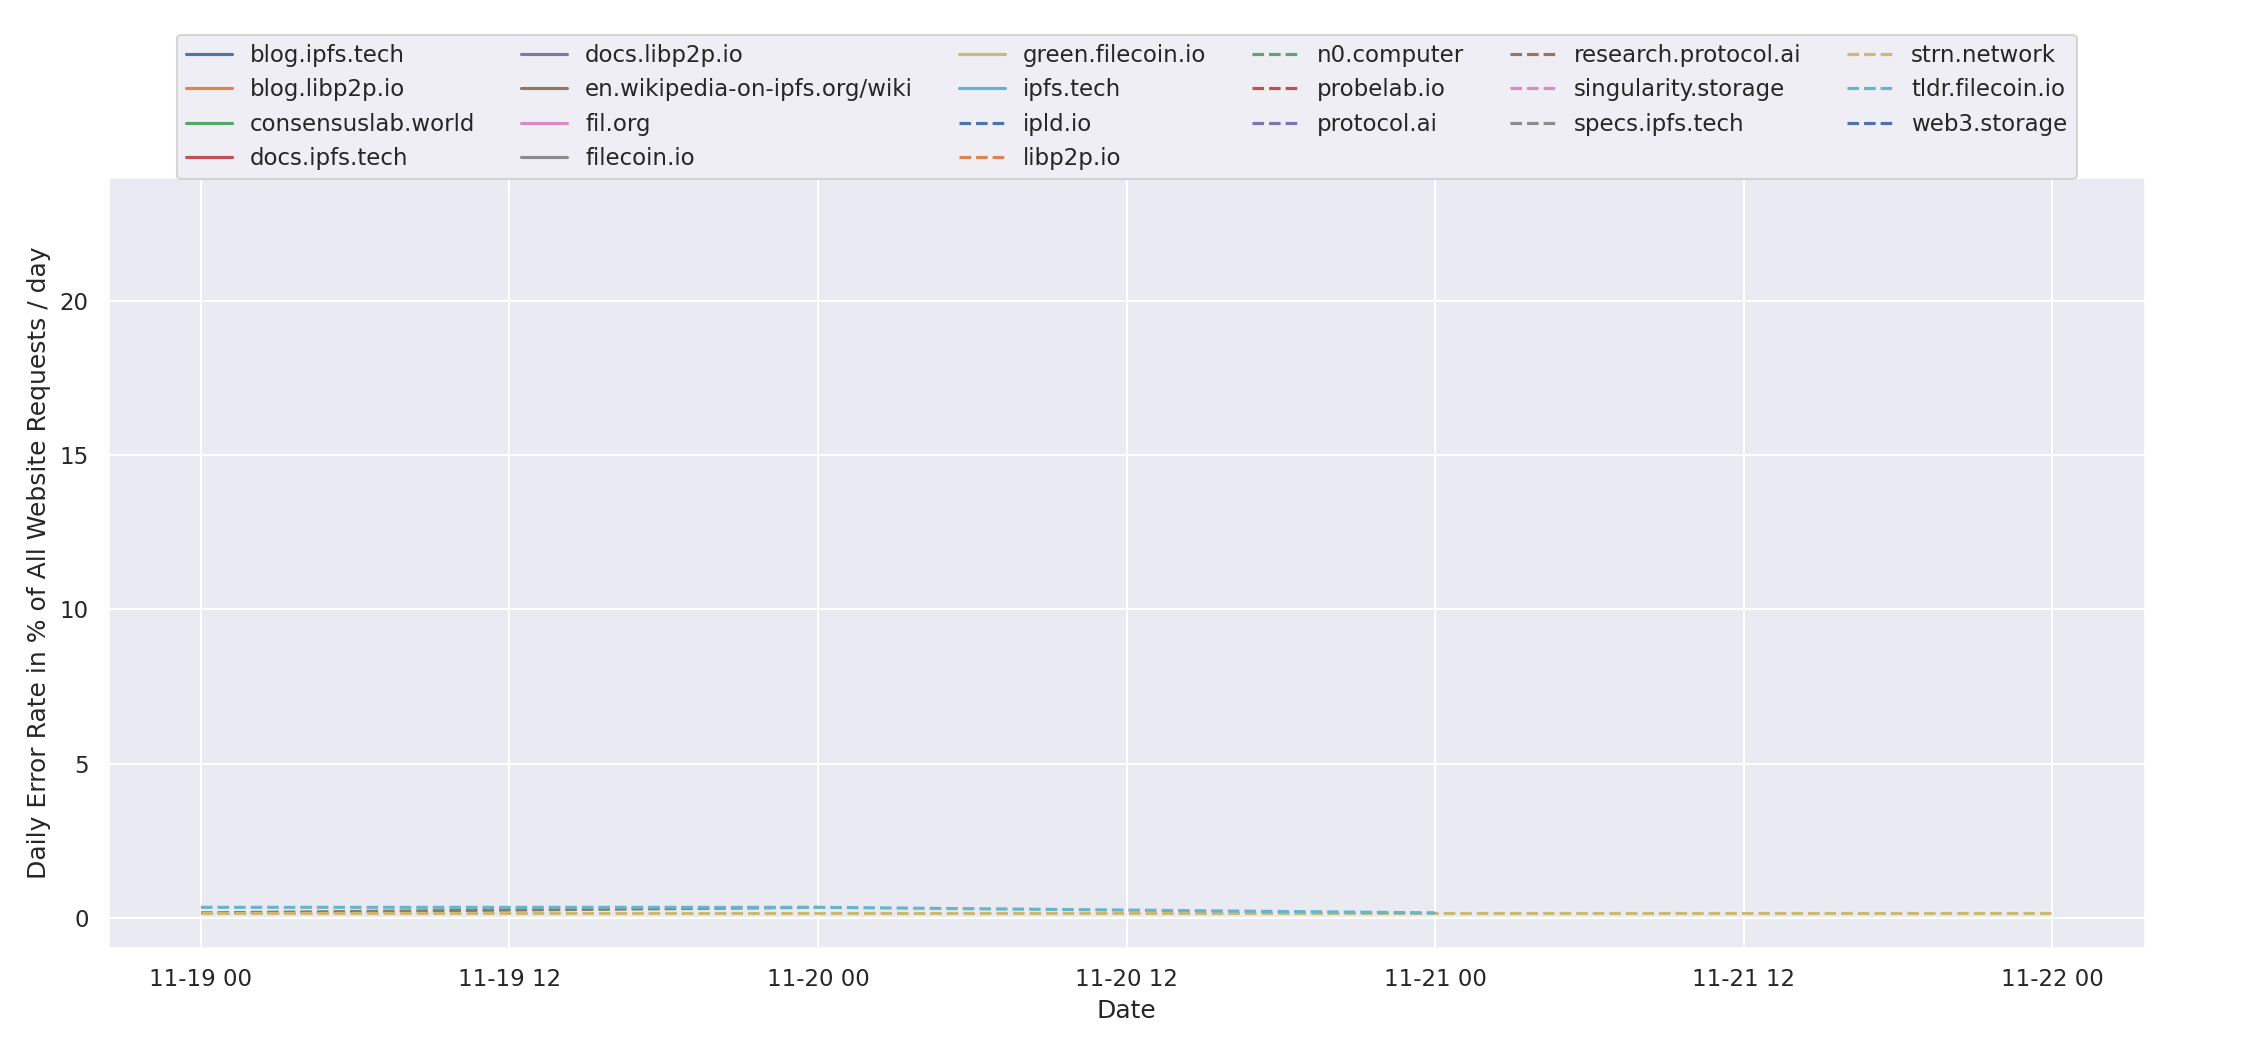 blog.ipfs.tech
blog.libp2p.io
consensuslab.world
docs.ipfs.tech
docs.libp2p.io
en.wikipedia-on-ipfs.org/wiki
fil.org
filecoin.io
green.filecoin.io
ipfs.tech
ipld.io
libp2p.io
n0.computer
probelab.io
protocol.ai
research.protocol.ai
singularity.storage
specs.ipfs.tech
strn.network
tldr.filecoin.io
web3.storage
Daily Error Rate in % of All Website Requests / day
20
15
10
5
0
11-19 00
11-19 12
11-20 00
11-20 12
11-21 00
11-21 12
11-22 00
Date